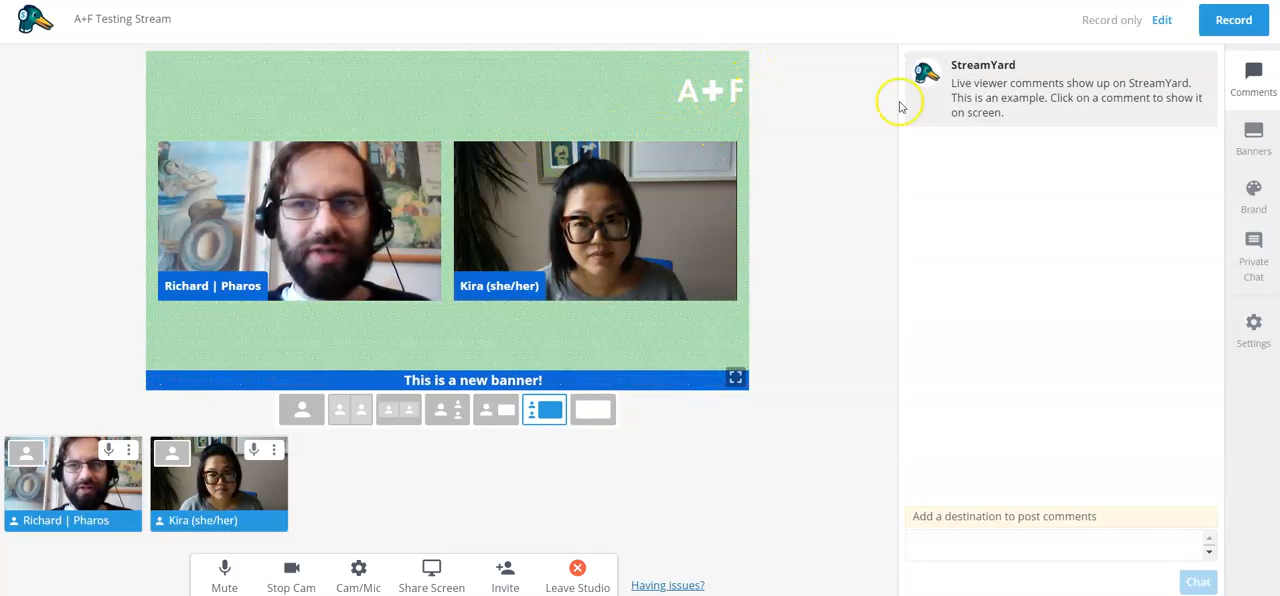 A+F Testing Stream
Record only
Edit
Record
A+F
Richard | Pharos
Kira (she/her)
This is a new banner!
Richard | Pharos
Kira (she/her)
Mute
Stop Cam
Cam/Mic
Share Screen
Invite
Leave Studio
Having issues?
StreamYard
Live viewer comments show up on StreamYard.
This is an example. Click on a comment to show it
on screen.
Add a destination to post comments
Chat
Comments
Banners
Brand
Private
Chat
Settings